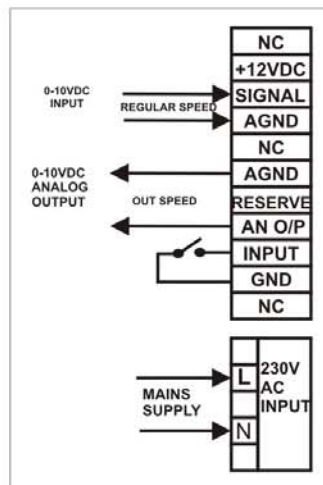 NC
+12VDC
0-10VDC
INPUT
REGULAR SPEED
SIGNAL
AGND
NC
0-10VDC
ANALOG
OUTPUT
AGND
OUT SPEED
RESERVE
AN O/P
INPUT
GND
NC
MAINS
SUPPLY
L
N
230V
AC
INPUT